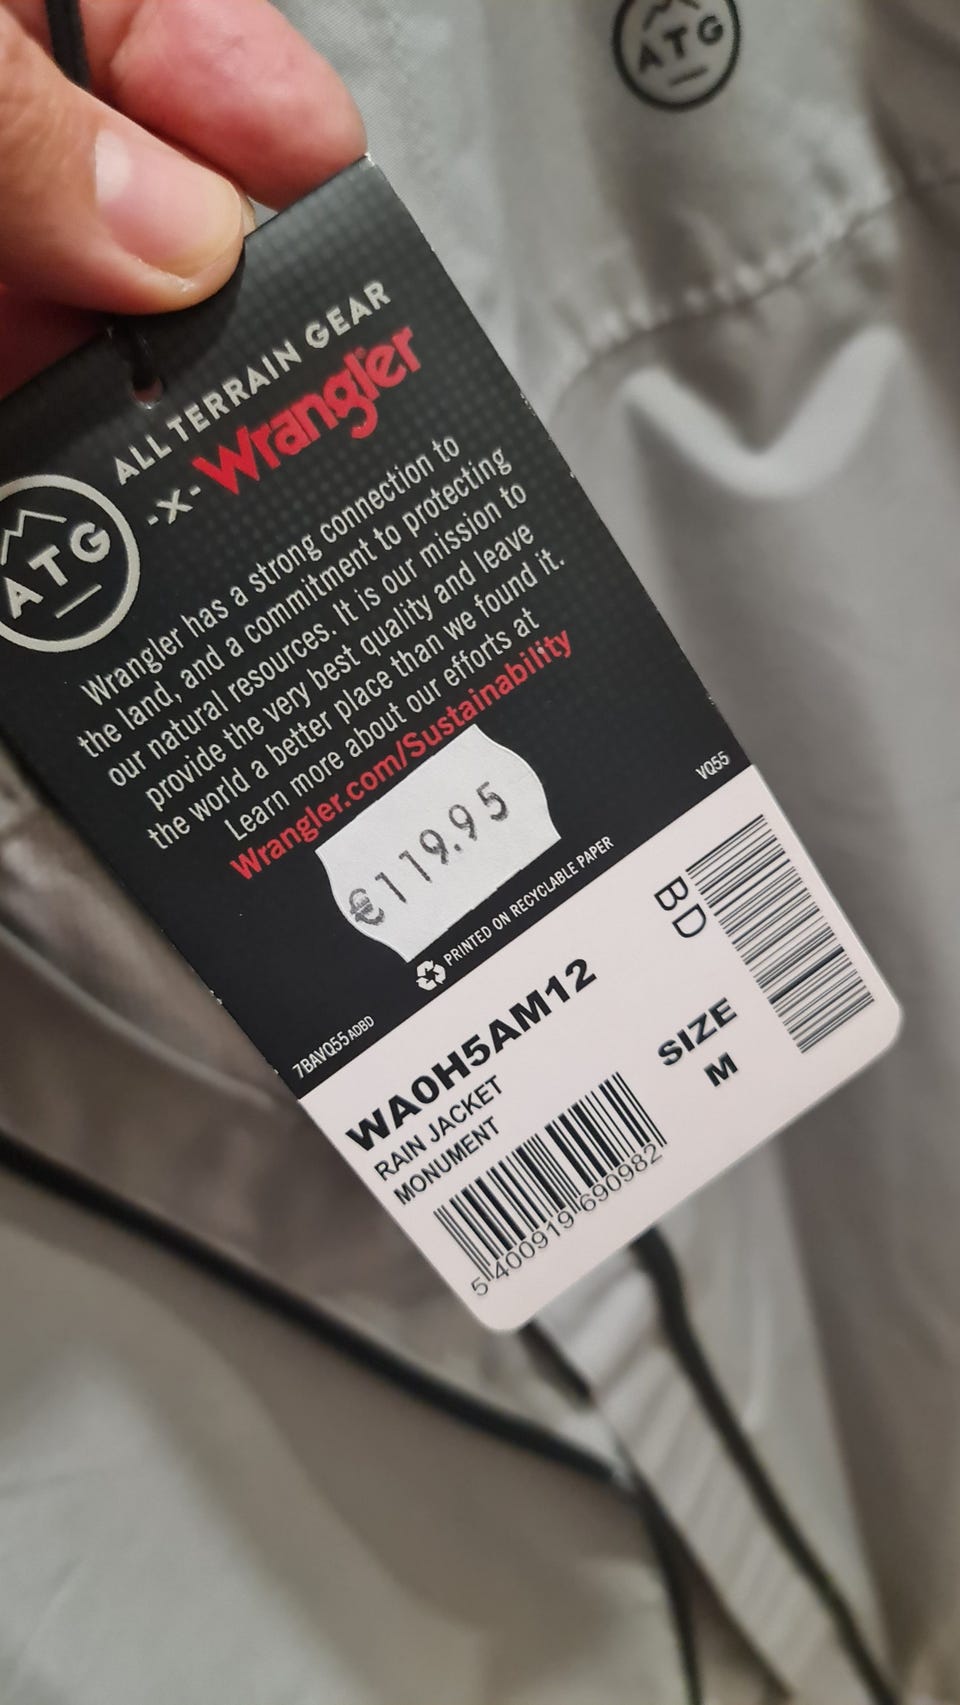 ATG
ALL TERRAIN GEAR
-X- Wrangler
ATG
Wrangler has a strong connection to
the land, and a commitment to protecting
our natural resources. It is our mission to
provide the very best quality and leave
the world a better place than we found it.
Learn more about our efforts at
Wrangler.com/Sustainability
€119.95
VQ55
PRINTED ON RECYCLABLE PAPER
7BAVQ55ADBD
BD
WA0H5AM12
RAIN JACKET
MONUMENT
SIZE
M
5 400919 690982